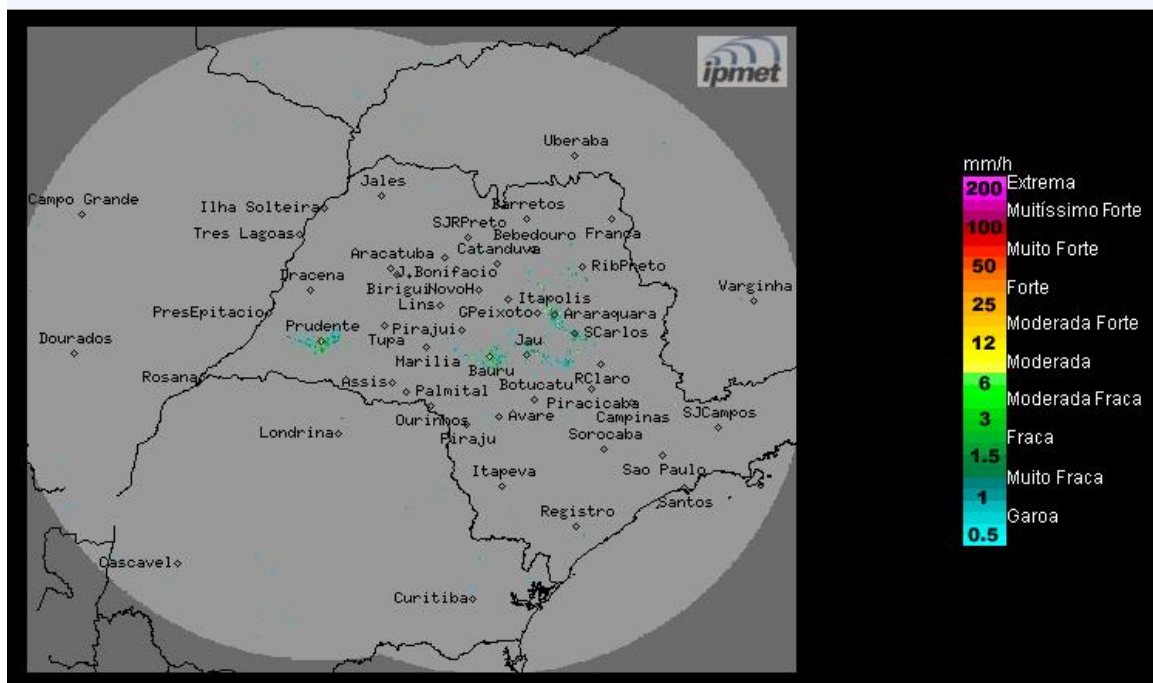 ipmet
Uberaba
Jales
Campo Grande
Ilha Solteira
Barretos
SJRPreto
Tres Lagoas
Bebedouro
Franca
Catanduva
Aracatuba
J.Bonifacio
RibPreto
Dracena
Birigui
NovoH
Varginha
Lins
Itapolis
PresEpitacio
GPeixoto
Araraquara
Prudente
Pirajui
SCarlos
Dourados
Tupa
Jau
Marilia
Bauru
Rosana
Assis
Botucatu
RClaro
Palmital
Piracicaba
Ourinhos
Avare
Campinas
SJCampos
Londrina
Piraju
Sorocaba
Itapeva
Sao Paulo
Santos
Registro
Cascavel
Curitiba
mm/h
200 Extrema
Muitíssimo Forte
100
Muito Forte
50
Forte
25
Moderada Forte
12
Moderada
6
Moderada Fraca
3
Fraca
1.5
Muito Fraca
1
Garoa
0.5